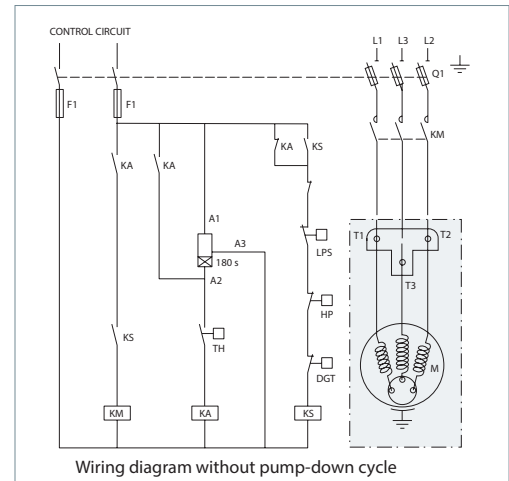 CONTROL CIRCUIT
L1 L3 L2
Q1
F1 F1
KM
KA KA KA KS
A1
A3
180 s
A2
LPS
T1 T2
T3
HP
KS
TH
DGT
M
KM KA KS
Wiring diagram without pump-down cycle